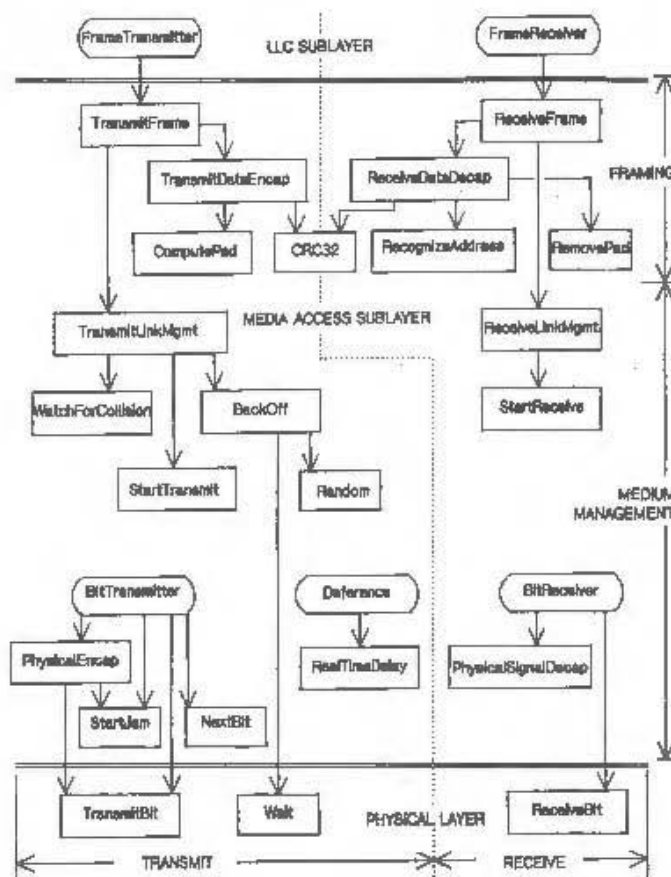 FrameTransmitter
LLC SUBLAYER
FrameReceiver
TransmitFrame
ReceiveFrame
TransmitDataEncap
ReceiveDataDecap
FRAMING
ComputePad
CRC32
RecognizeAddress
RemovePad
TransmitLinkMgmt
MEDIA ACCESS SUBLAYER
ReceiveLinkMgmt
WatchForCollision
BackOff
StartReceive
StartTransmit
Random
MEDIUM
MANAGEMENT
BitTransmitter
Deference
BitReceiver
PhysicalEncap
RealTimeDelay
PhysicalSignalDecap
StartJam
NextBit
TransmitBit
Wait
PHYSICAL LAYER
ReceiveBit
TRANSMIT
RECEIVE